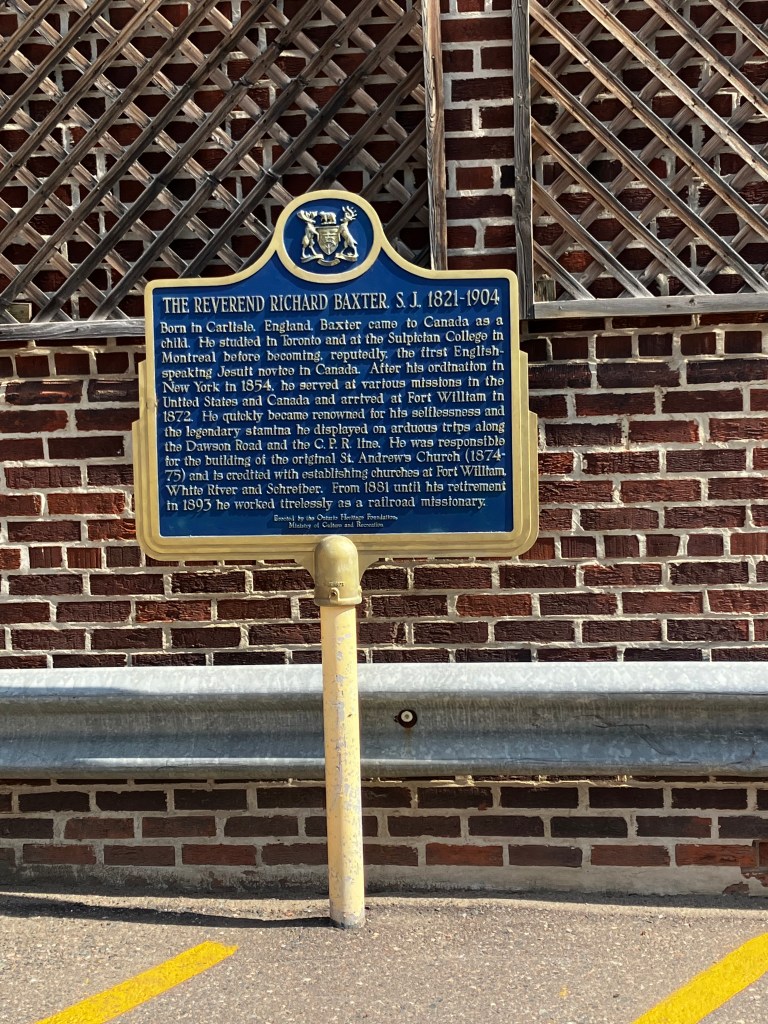 THE REVEREND RICHARD BAXTER, S.J. 1821-1904
Born in Carlisle, England, Baxter came to Canada as a
child. He studied in Toronto and at the Sulpician College in
Montreal before becoming, reputedly, the first English-
speaking Jesuit novice in Canada. After his ordination in
New York in 1854, he served at various missions in the
United States and Canada and arrived at Fort William in
1872. He quickly became renowned for his selflessness and
the legendary stamina he displayed on arduous trips along
the Dawson Road and the C.P.R. line. He was responsible
for the building of the original St. Andrew's Church (1874-
75) and is credited with establishing churches at Fort William,
White River and Schreiber. From 1881 until his retirement
in 1893 he worked tirelessly as a railroad missionary.
Erected by the Ontario Heritage Foundation,
Ministry of Culture and Recreation